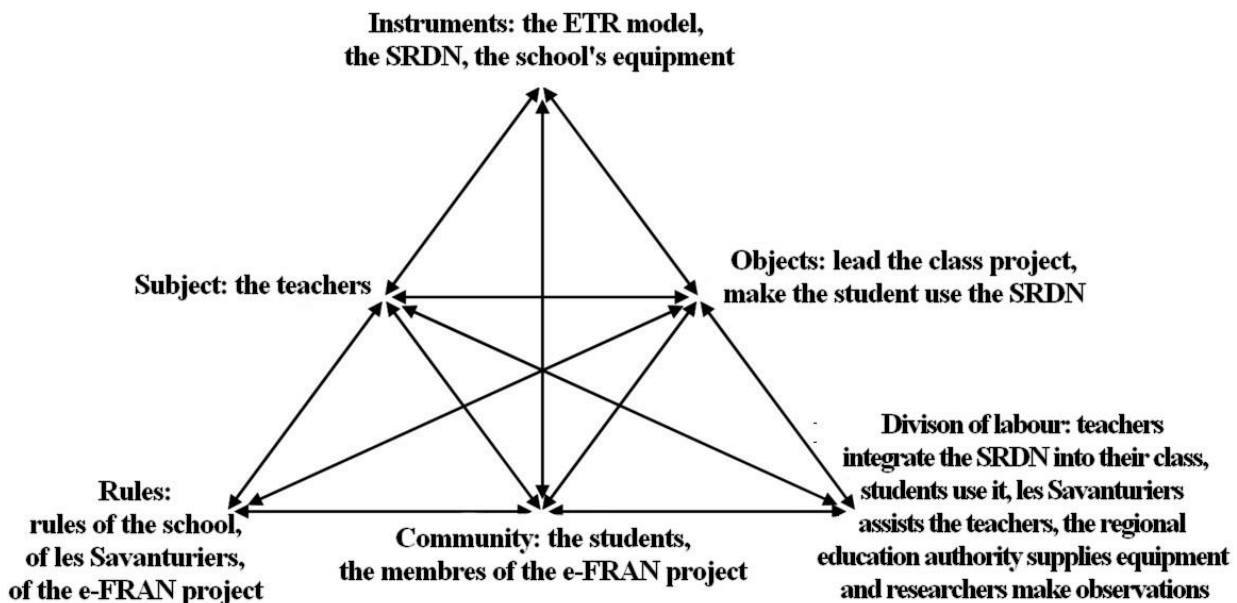 Instruments: the ETR model,
the SRDN, the school's equipment
Subject: the teachers
Objects: lead the class project,
make the student use the SRDN
Rules:
rules of the school,
of les Savanturiers,
of the e-FRAN project
Community: the students,
the membres of the e-FRAN project
Divison of labour: teachers
integrate the SRDN into their class,
students use it, les Savanturiers
assists the teachers, the regional
education authority supplies equipment
and researchers make observations